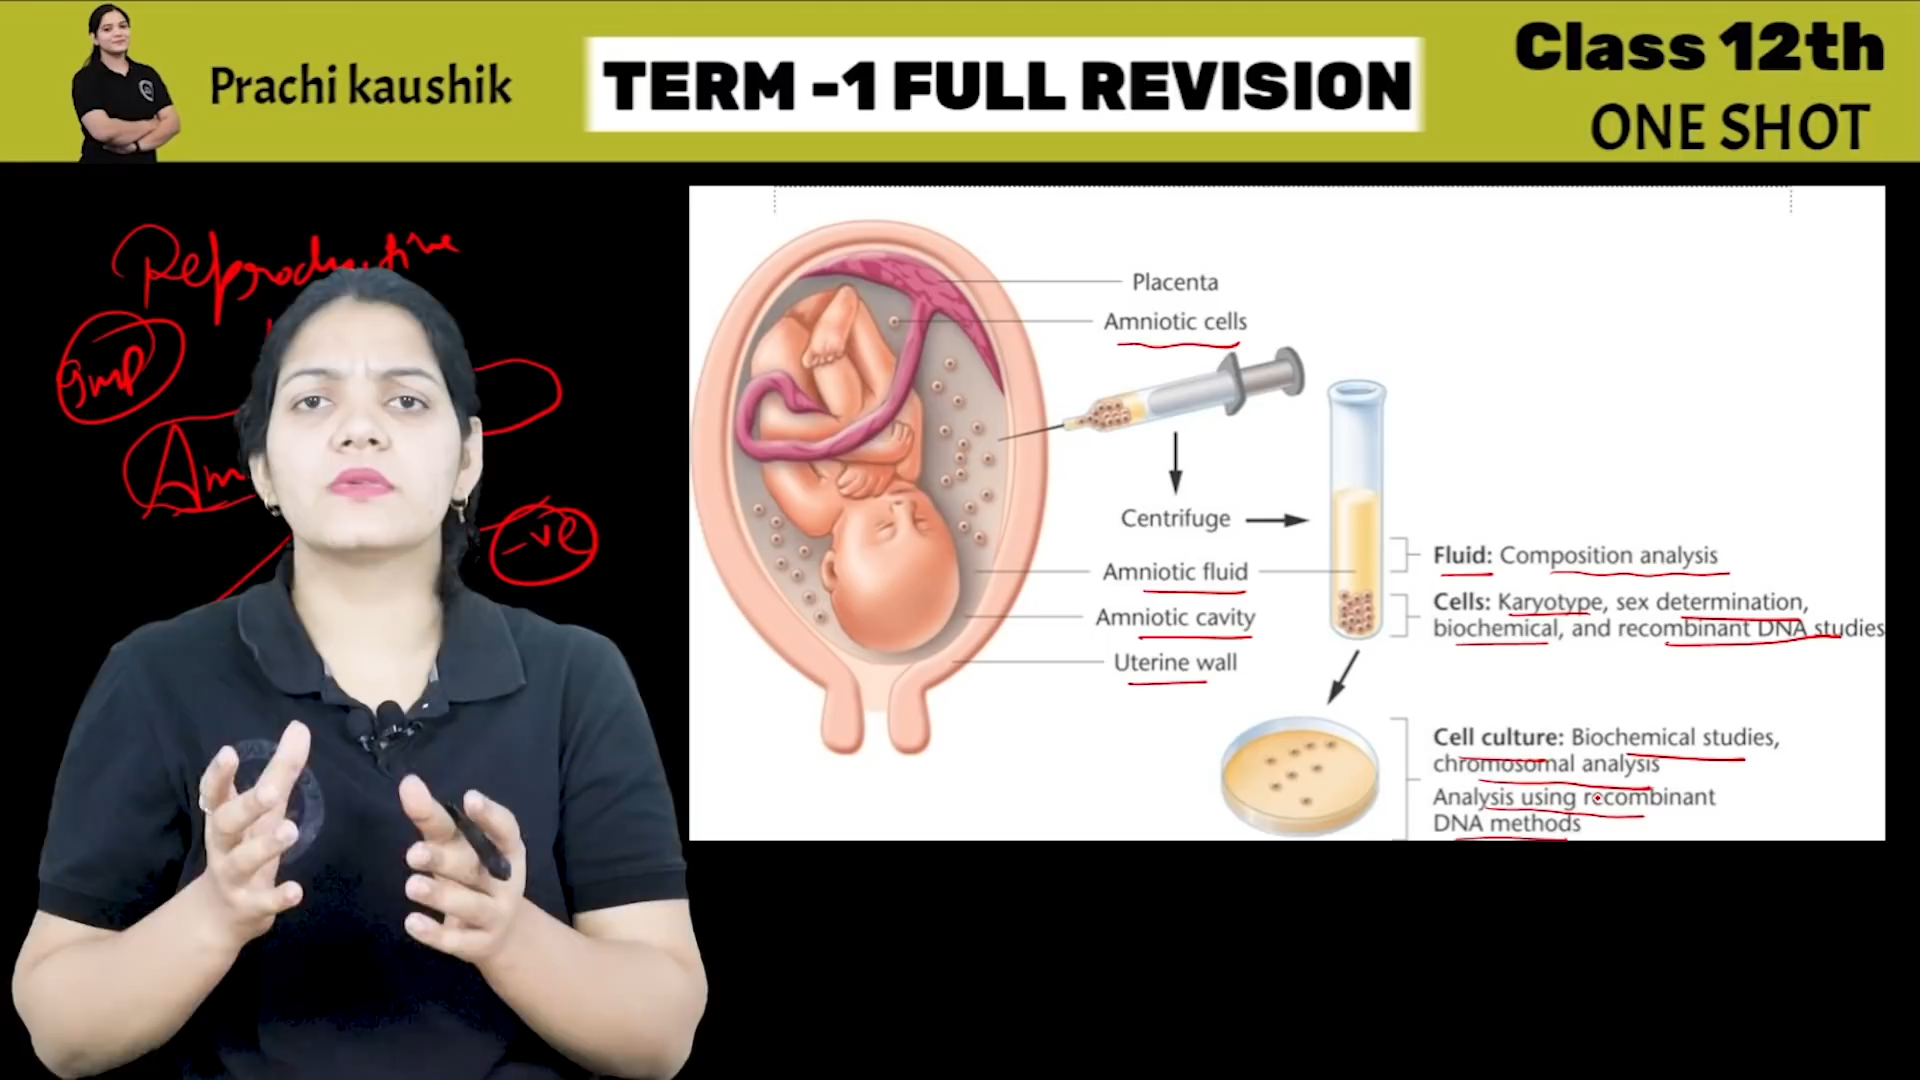 Prachi kaushik
TERM -1 FULL REVISION
Class 12th
ONE SHOT
Reproductive
Imp
Am
-ve
Placenta
Amniotic cells
Centrifuge
Amniotic fluid
Amniotic cavity
Uterine wall
Fluid: Composition analysis
Cells: Karyotype, sex determination,
biochemical, and recombinant DNA studies
Cell culture: Biochemical studies,
chromosomal analysis
Analysis using recombinant
DNA methods